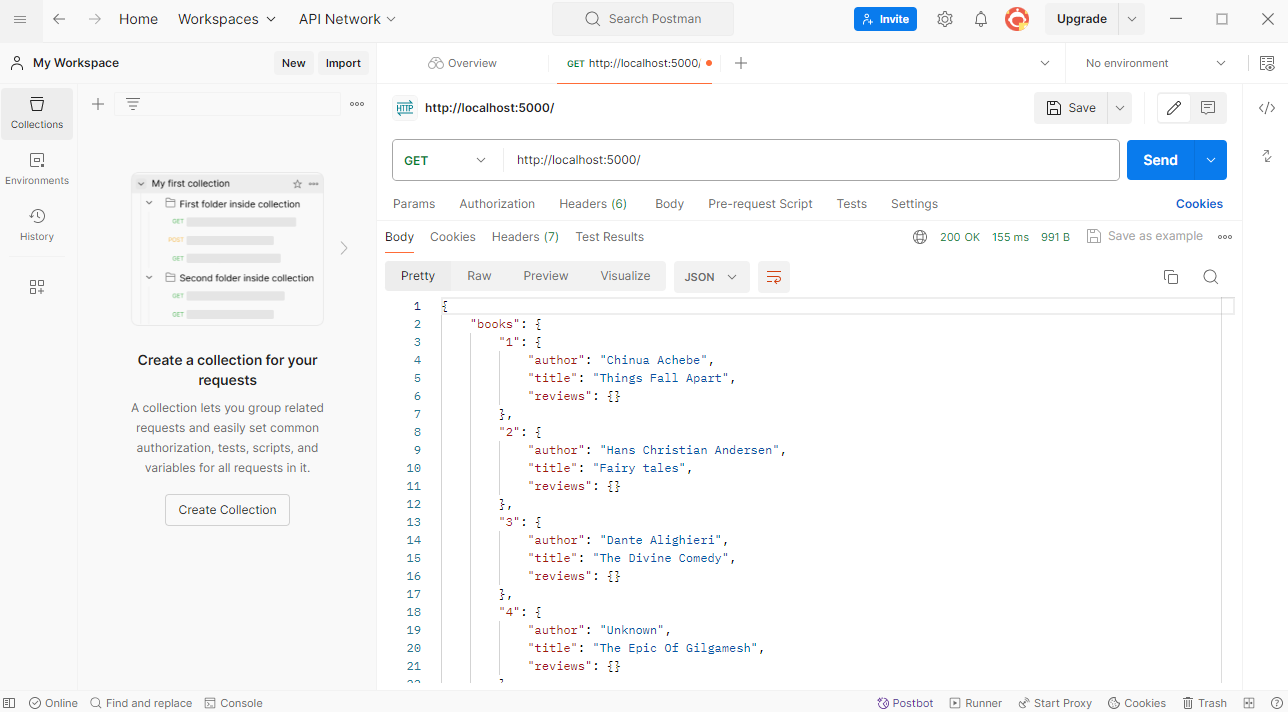 Home Workspaces API Network Search Postman Invite Upgrade
My Workspace New Import Overview GET http://localhost:5000/ No environment
Collections
Environments
History
My first collection
First folder inside collection
GET
POST
GET
Second folder inside collection
GET
GET
Create a collection for your
requests
A collection lets you group related
requests and easily set common
authorization, tests, scripts, and
variables for all requests in it.
Create Collection
HTTP http://localhost:5000/ Save
GET http://localhost:5000/ Send
Params Authorization Headers (6) Body Pre-request Script Tests Settings Cookies
Body Cookies Headers (7) Test Results 200 OK 155 ms 991 B Save as example
Pretty Raw Preview Visualize JSON
1 {
2 "books": {
3 "1": {
4 "author": "Chinua Achebe",
5 "title": "Things Fall Apart",
6 "reviews": {}
7 },
8 "2": {
9 "author": "Hans Christian Andersen",
10 "title": "Fairy tales",
11 "reviews": {}
12 },
13 "3": {
14 "author": "Dante Alighieri",
15 "title": "The Divine Comedy",
16 "reviews": {}
17 },
18 "4": {
19 "author": "Unknown",
20 "title": "The Epic Of Gilgamesh",
21 "reviews": {}
Online Find and replace Console Postbot Runner Start Proxy Cookies Trash